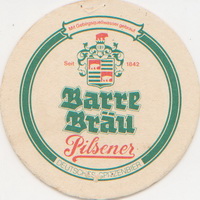 Seit 1842
Barre
Bräu
Pilsener
DEUTSCHES SPITZENBIER